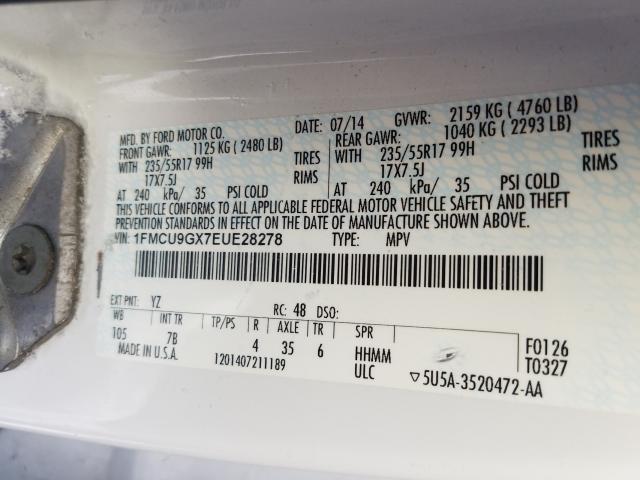 MFD. BY FORD MOTOR CO.
DATE: 07/14 GVWR: 2159 KG ( 4760 LB)
FRONT GAWR: 1125 KG ( 2480 LB)
REAR GAWR: 1040 KG ( 2293 LB)
WITH 235/55R17 99H TIRES
WITH 235/55R17 99H TIRES
17X7.5J RIMS
17X7.5J RIMS
AT 240 kPa/ 35 PSI COLD
AT 240 kPa/ 35 PSI COLD
THIS VEHICLE CONFORMS TO ALL APPLICABLE FEDERAL MOTOR VEHICLE SAFETY AND THEFT
PREVENTION STANDARDS IN EFFECT ON THE DATE OF MANUFACTURE SHOWN ABOVE.
VIN: 1FMCU9GX7EUE28278 TYPE: MPV
EXT PNT: YZ RC: 48 DSO:
WB INT TR TP/PS R AXLE TR SPR
105 7B 4 35 6 HHMM
MADE IN U.S.A. 1201407211189 ULC
F0126
T0327
▽5U5A-3520472-AA